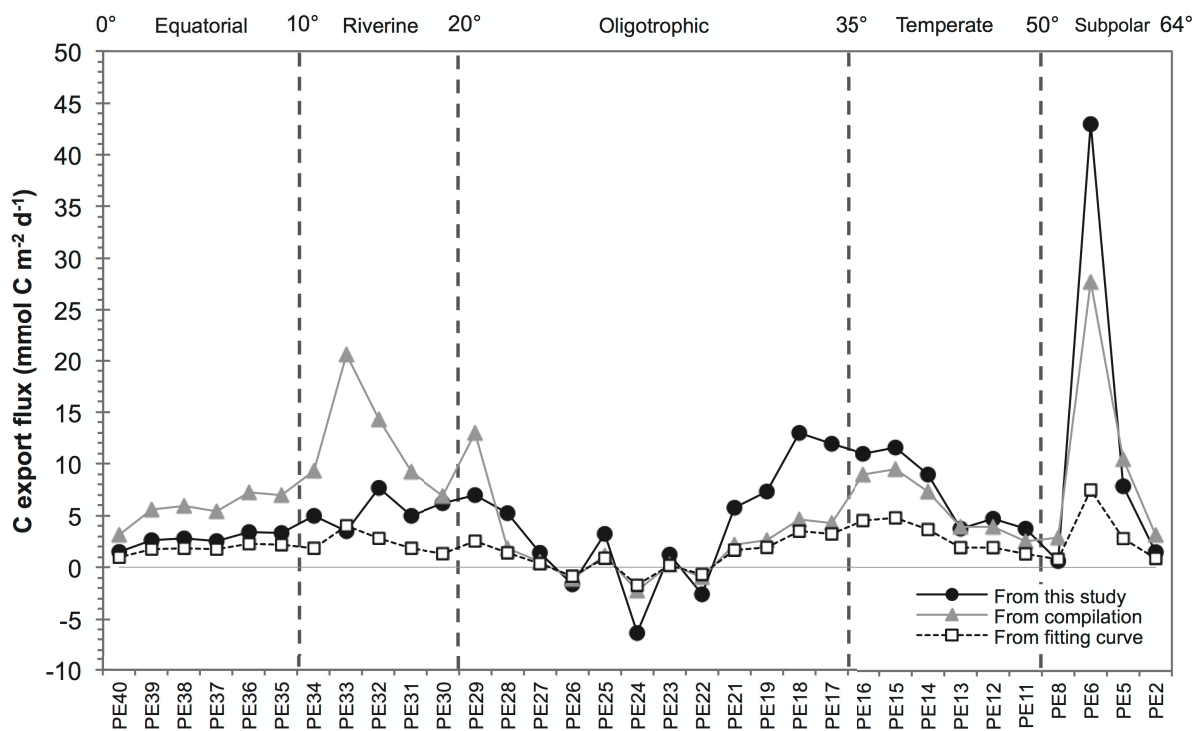 0° Equatorial 10° Riverine 20° Oligotrophic 35° Temperate 50° Subpolar 64°
50
45
40
35
30
25
20
15
10
5
0
-5
-10
C export flux (mmol C m⁻² d⁻¹)
From this study
From compilation
From fitting curve
PE40 PE39 PE38 PE37 PE36 PE35 PE34 PE33 PE32 PE31 PE30 PE29 PE28 PE27 PE26 PE25 PE24 PE23 PE22 PE21 PE19 PE18 PE17 PE16 PE15 PE14 PE13 PE12 PE11 PE8 PE6 PE5 PE2